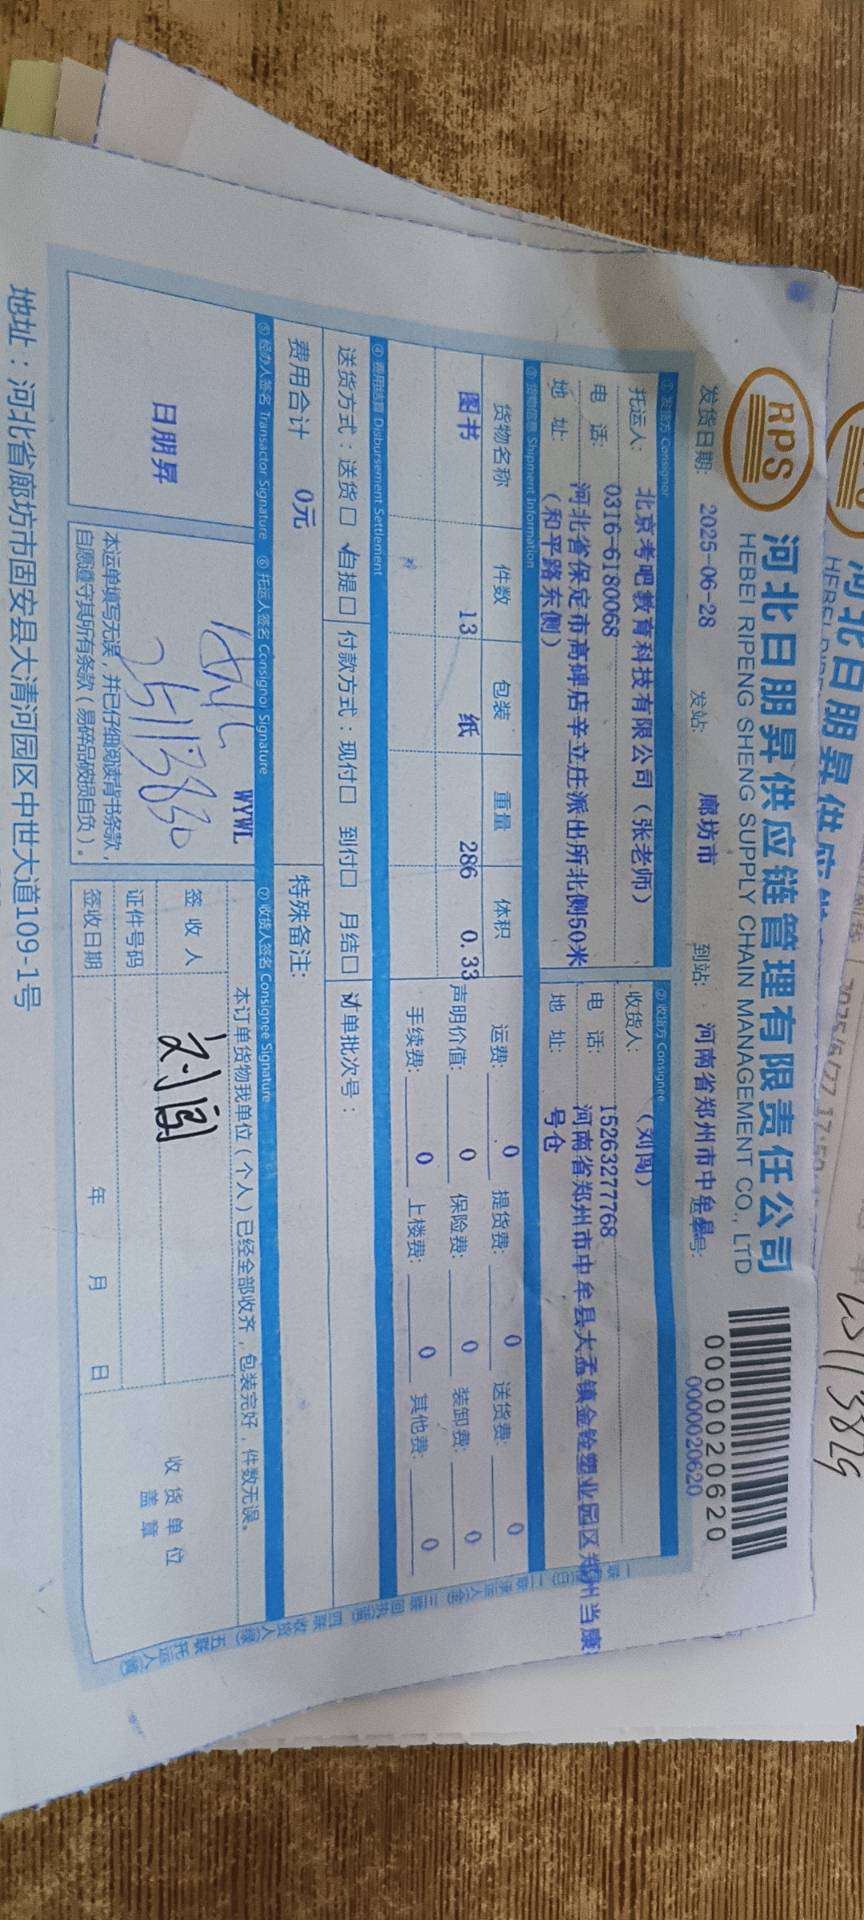 RPS
河北日朋昇供应链管理有限责任公司
HEBEI RIPENG SHENG SUPPLY CHAIN MANAGEMENT CO., LTD
0000020620
0000020620
发货日期: 2025-06-28 发站: 廊坊市 到站: 河南省郑州市中牟县
① 发货方 Consignor
② 收货方 Consignee
托运人: 北京考吧教育科技有限公司（张老师）
收货人: （刘闯）
电 话: 0316-6180068
电 话: 15263277768
地 址: 河北省保定市高碑店辛立庄派出所北侧50米
（和平路东侧）
地 址: 河南省郑州市中牟县大孟镇金铨塑业园区郑州当康
号仓
③ 货物信息 Shipment Information
货物名称 件数 包装 重量 体积
图书 13 纸 286 0.33
运费: 0 提货费: 0 送货费: 0
声明价值: 0 保险费: 0 装卸费: 0
手续费: 0 上楼费: 0 其他费: 0
④ 费用结算 Disbursement Settlement
送货方式：送货□ √自提□ 付款方式：现付□ 到付□ 月结□ √订单批次号：
费用合计 0元
特殊备注:
⑤ 经办人签名 Transactor Signature ⑥ 托运人签名 Consignor Signature ⑦ 收货人签名 Consignee Signature
日朋昇
WYWL
本运单填写无误，并已仔细阅读背书条款，
自愿遵守其所有条款（易碎品破损自负）。
本订单货物我单位（个人）已经全部收齐，包装完好，件数无误。
签 收 人 刘闯
证件号码
签收日期 年 月 日
收 货 单 位
盖 章
地址：河北省廊坊市固安县大清河园区中世大道109-1号